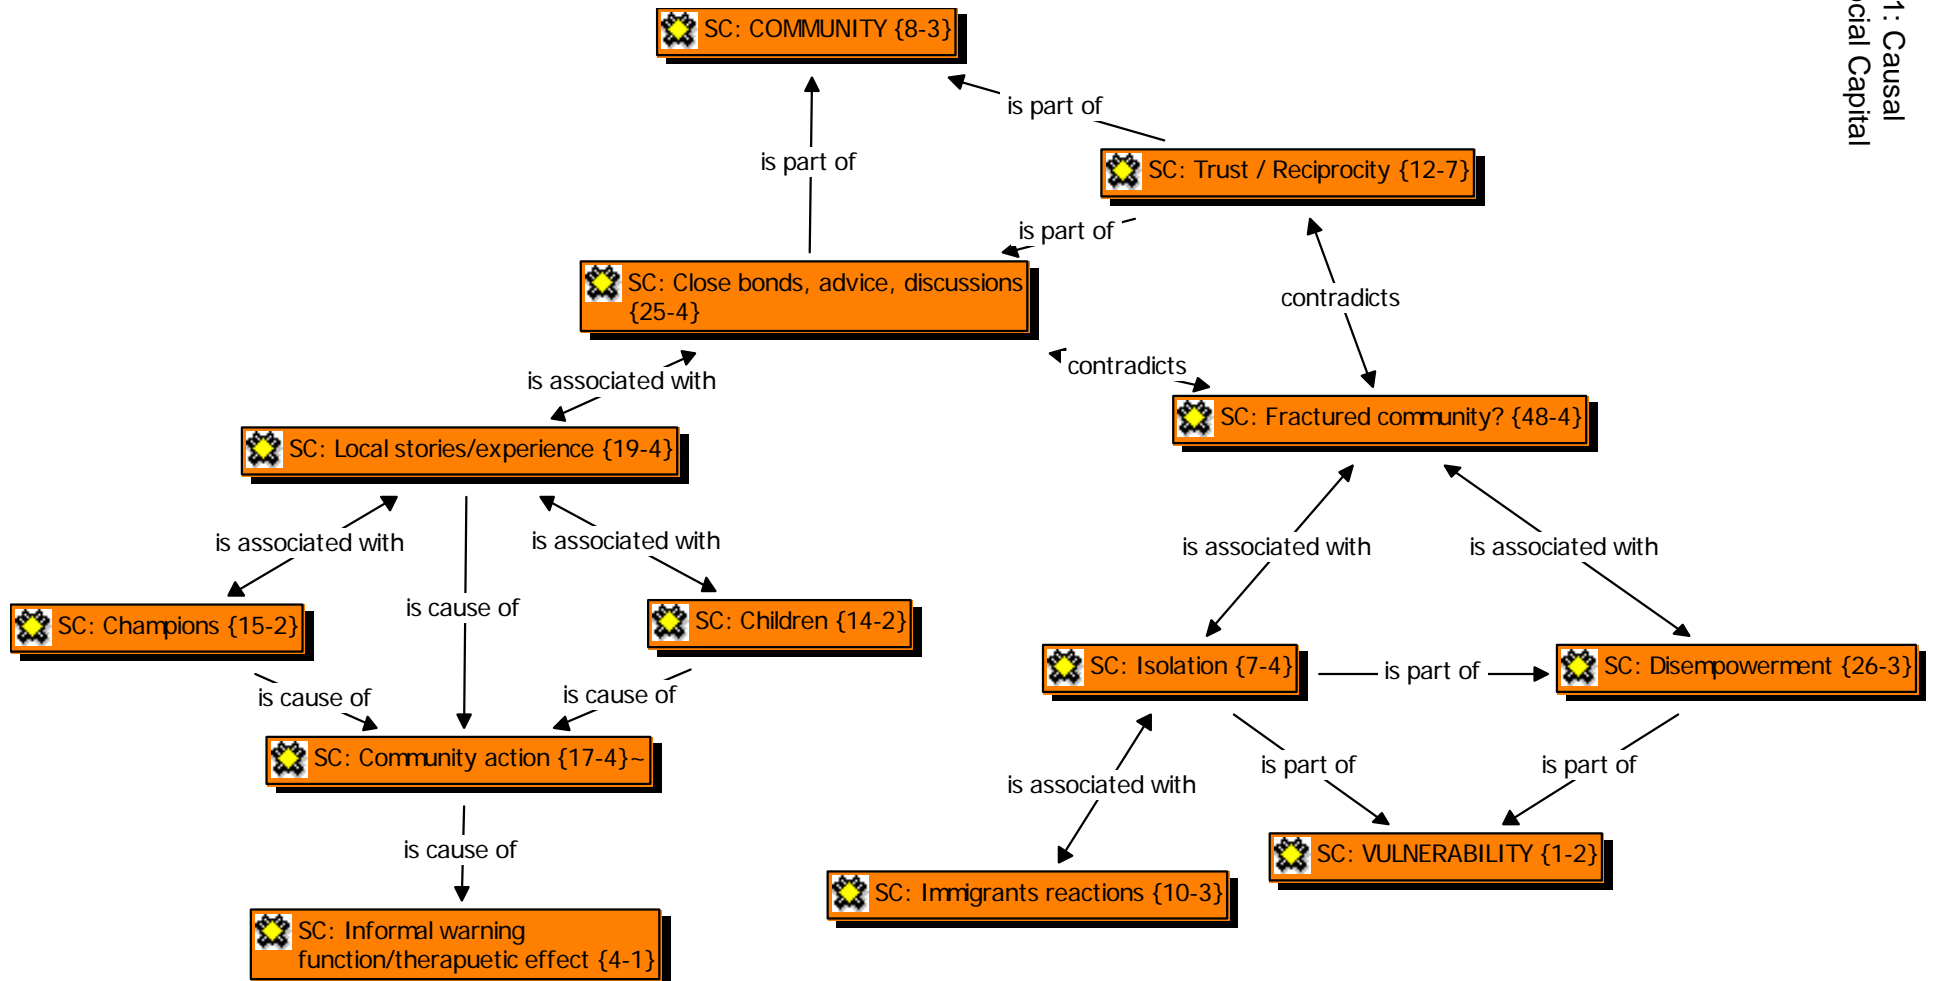 SC: COMMUNITY {8-3}
1: Causal
cial Capital
is part of
is part of
SC: Trust / Reciprocity {12-7}
is part of
SC: Close bonds, advice, discussions
{25-4}
contradicts
contradicts
is associated with
SC: Fractured community? {48-4}
SC: Local stories/experience {19-4}
is associated with
is associated with
is associated with
is associated with
is cause of
SC: Champions {15-2}
SC: Children {14-2}
SC: Isolation {7-4}
is part of
SC: Disempowerment {26-3}
is cause of
is cause of
SC: Community action {17-4}~
is part of
is part of
is associated with
is cause of
SC: VULNERABILITY {1-2}
SC: Immigrants reactions {10-3}
SC: Informal warning
function/therapuetic effect {4-1}